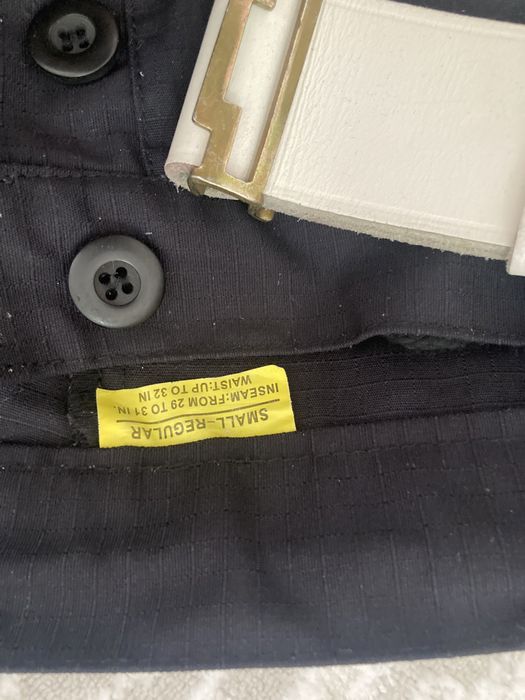 SMALL-REGULAR
INSEAM:FROM 29 TO 31 IN.
WAIST:UP TO 32 IN